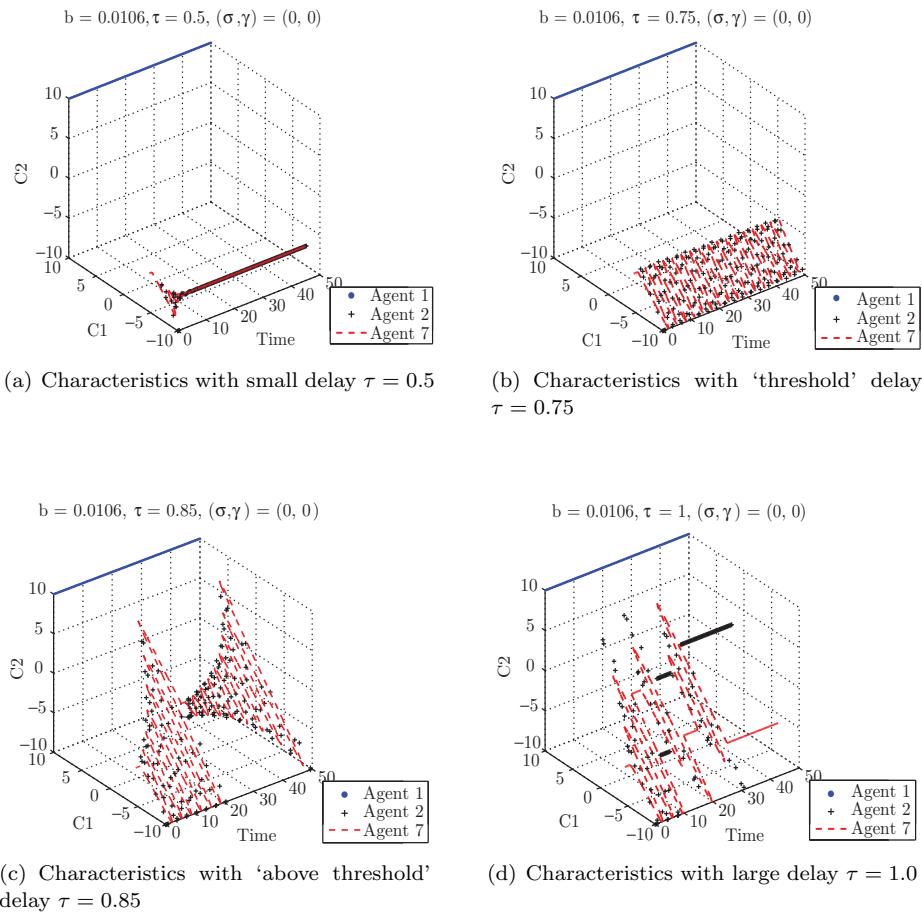 b = 0.0106, τ = 0.5, (σ,γ) = (0, 0)
10
5
0
−5
−10
C2
10
5
0
−5
−10
C1
0
10
20
30
40
50
Time
Agent 1
Agent 2
Agent 7
(a) Characteristics with small delay τ = 0.5
b = 0.0106, τ = 0.75, (σ,γ) = (0, 0)
10
5
0
−5
−10
C2
10
5
0
−5
−10
C1
0
10
20
30
40
50
Time
Agent 1
Agent 2
Agent 7
(b) Characteristics with ‘threshold’ delay
τ = 0.75
b = 0.0106, τ = 0.85, (σ,γ) = (0, 0)
10
5
0
−5
−10
C2
10
5
0
−5
−10
C1
0
10
20
30
40
50
Time
Agent 1
Agent 2
Agent 7
(c) Characteristics with ‘above threshold’
delay τ = 0.85
b = 0.0106, τ = 1, (σ,γ) = (0, 0)
10
5
0
−5
−10
C2
10
5
0
−5
−10
C1
0
10
20
30
40
50
Time
Agent 1
Agent 2
Agent 7
(d) Characteristics with large delay τ = 1.0